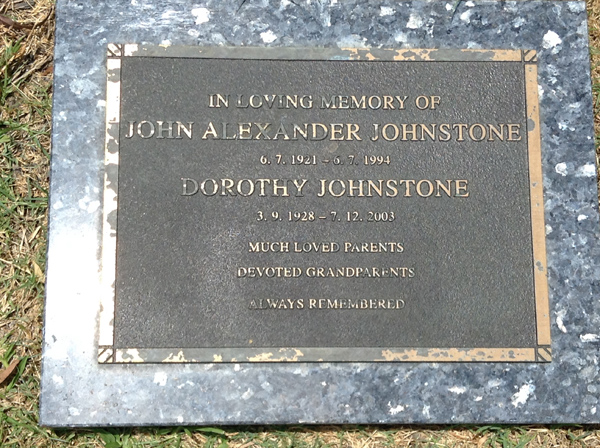 IN LOVING MEMORY OF
JOHN ALEXANDER JOHNSTONE
6. 7. 1921 - 6. 7. 1994
DOROTHY JOHNSTONE
3. 9. 1928 - 7. 12. 2003
MUCH LOVED PARENTS
DEVOTED GRANDPARENTS
ALWAYS REMEMBERED